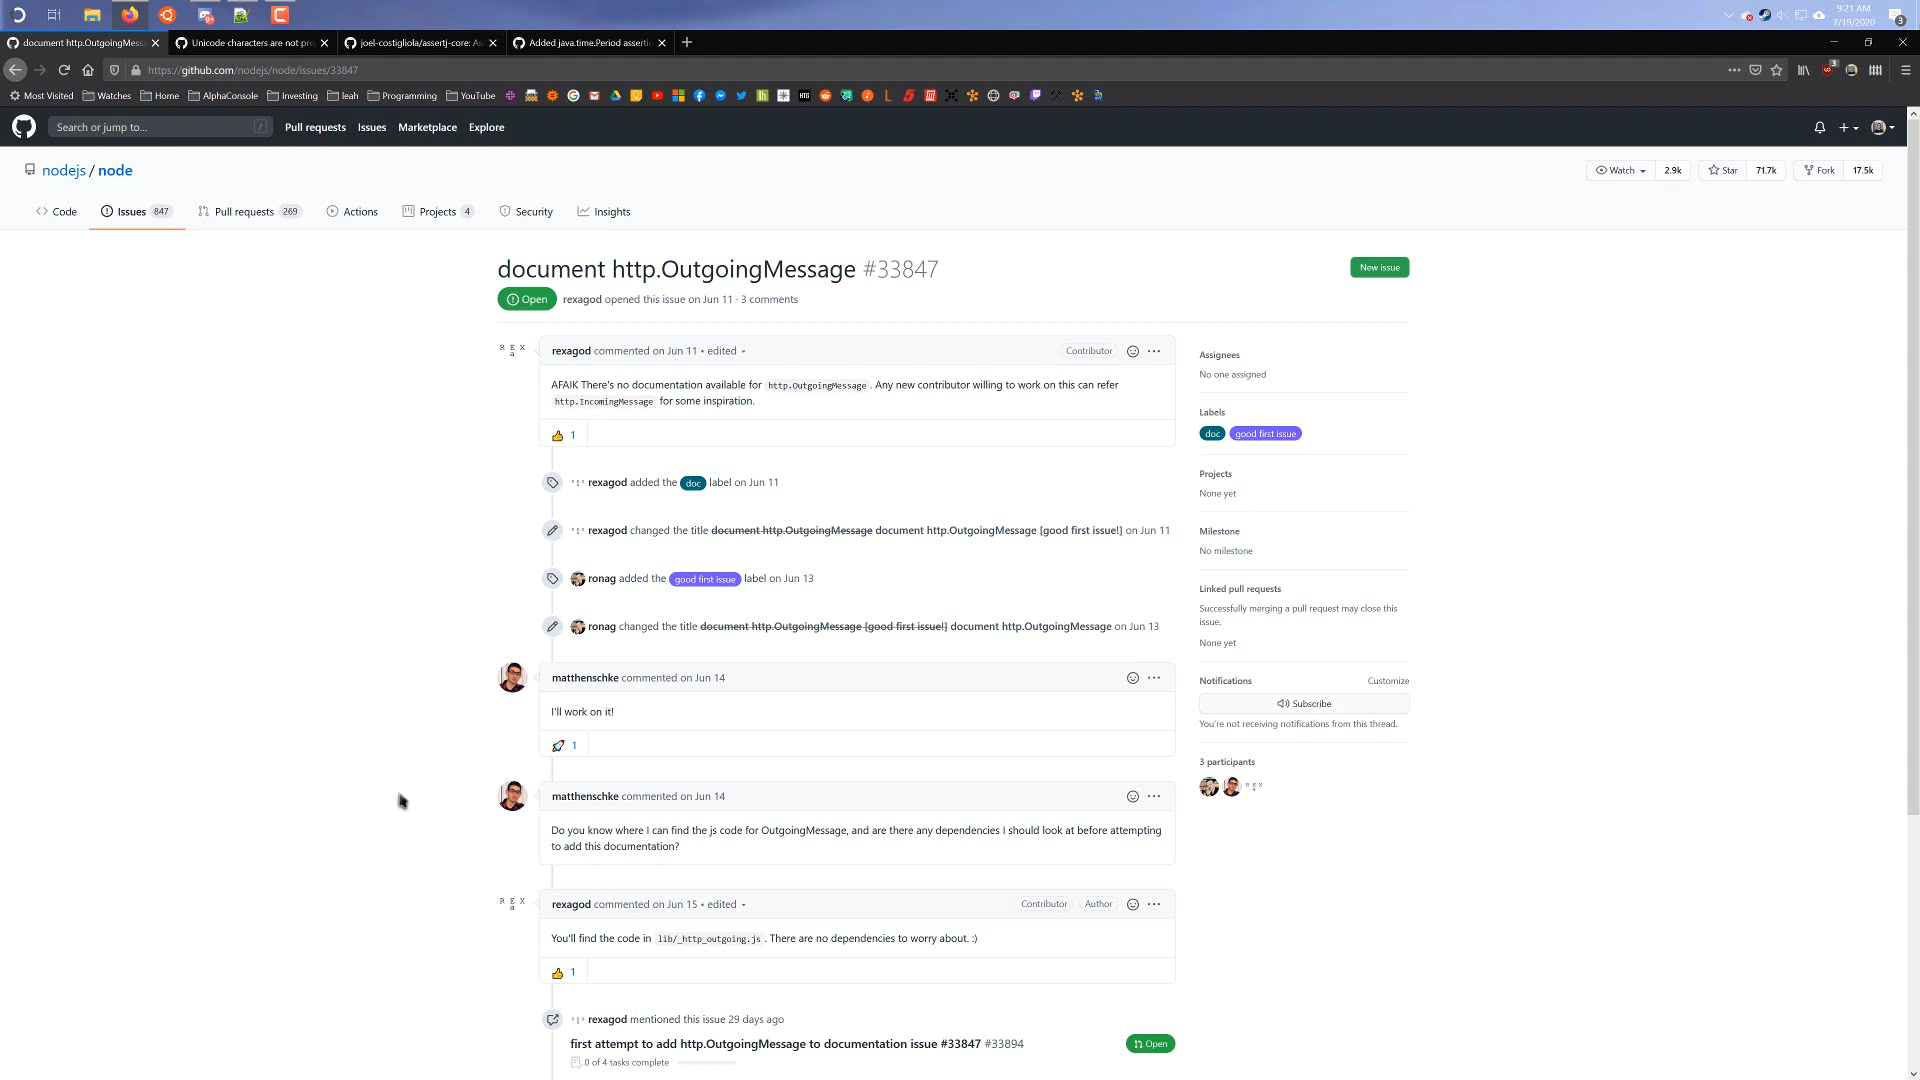 9:21 AM
7/19/2020
3
document http.OutgoingMess
Unicode characters are not pro
joel-costigliola/assertj-core: As
Added java.time.Period assertio
https://github.com/nodejs/node/issues/33847
3
Most Visited
Watches
Home
AlphaConsole
Investing
leah
Programming
YouTube
Search or jump to...
/
Pull requests
Issues
Marketplace
Explore
nodejs / node
Watch
2.9k
Star
71.7k
Fork
17.5k
Code
Issues 847
Pull requests 269
Actions
Projects 4
Security
Insights
document http.OutgoingMessage #33847
New issue
Open
rexagod opened this issue on Jun 11 · 3 comments
rexagod commented on Jun 11 • edited
Contributor
AFAIK There's no documentation available for http.OutgoingMessage . Any new contributor willing to work on this can refer
http.IncomingMessage for some inspiration.
1
rexagod added the doc label on Jun 11
rexagod changed the title document http.OutgoingMessage document http.OutgoingMessage [good first issue!] on Jun 11
ronag added the good first issue label on Jun 13
ronag changed the title document http.OutgoingMessage [good first issue!] document http.OutgoingMessage on Jun 13
matthenschke commented on Jun 14
I'll work on it!
1
matthenschke commented on Jun 14
Do you know where I can find the js code for OutgoingMessage, and are there any dependencies I should look at before attempting
to add this documentation?
rexagod commented on Jun 15 • edited
Contributor
Author
You'll find the code in lib/_http_outgoing.js . There are no dependencies to worry about. :)
1
rexagod mentioned this issue 29 days ago
first attempt to add http.OutgoingMessage to documentation issue #33847 #33894
Open
0 of 4 tasks complete
Assignees
No one assigned
Labels
doc
good first issue
Projects
None yet
Milestone
No milestone
Linked pull requests
Successfully merging a pull request may close this
issue.
None yet
Notifications
Customize
Subscribe
You're not receiving notifications from this thread.
3 participants